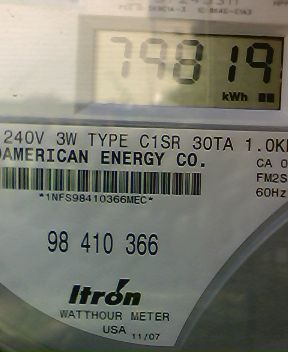 79819
kWh
240V 3W TYPE C1SR 30TA 1.0K
DAMERICAN ENERGY CO.
CA 0
FM2S
60Hz
*1NFS98410366MEC*
98 410 366
Itron
WATTHOUR METER
USA 11/07